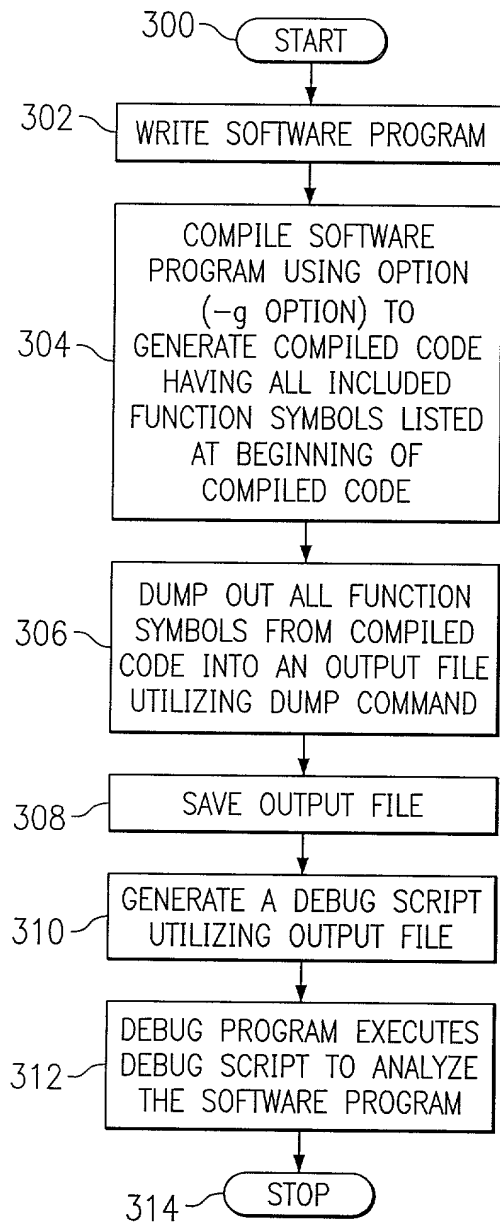 300
START
302
WRITE SOFTWARE PROGRAM
304
COMPILE SOFTWARE
PROGRAM USING OPTION
(-g OPTION) TO
GENERATE COMPILED CODE
HAVING ALL INCLUDED
FUNCTION SYMBOLS LISTED
AT BEGINNING OF
COMPILED CODE
306
DUMP OUT ALL FUNCTION
SYMBOLS FROM COMPILED
CODE INTO AN OUTPUT FILE
UTILIZING DUMP COMMAND
308
SAVE OUTPUT FILE
310
GENERATE A DEBUG SCRIPT
UTILIZING OUTPUT FILE
312
DEBUG PROGRAM EXECUTES
DEBUG SCRIPT TO ANALYZE
THE SOFTWARE PROGRAM
314
STOP